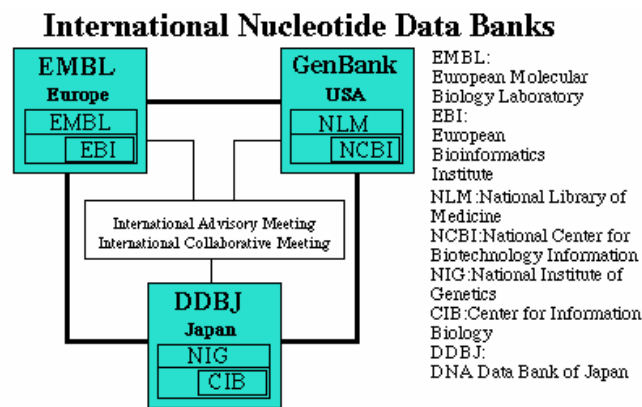 International Nucleotide Data Banks
EMBL
Europe
EMBL
EBI
GenBank
USA
NLM
NCBI
International Advisory Meeting
International Collaborative Meeting
DDBJ
Japan
NIG
CIB
EMBL:
European Molecular
Biology Laboratory
EBI:
European
Bioinformatics
Institute
NLM:National Library of
Medicine
NCBI:National Center for
Biotechnology Information
NIG:National Institute of
Genetics
CIB:Center for Information
Biology
DDBJ:
DNA Data Bank of Japan